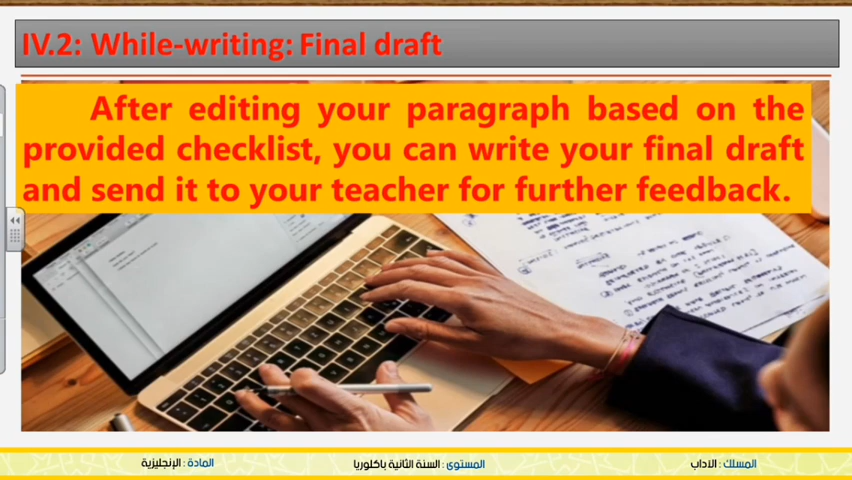 IV.2: While-writing: Final draft
After editing your paragraph based on the
provided checklist, you can write your final draft
and send it to your teacher for further feedback.
المسلك : الآداب
المستوى : السنة الثانية باكلوريا
المادة : الإنجليزية